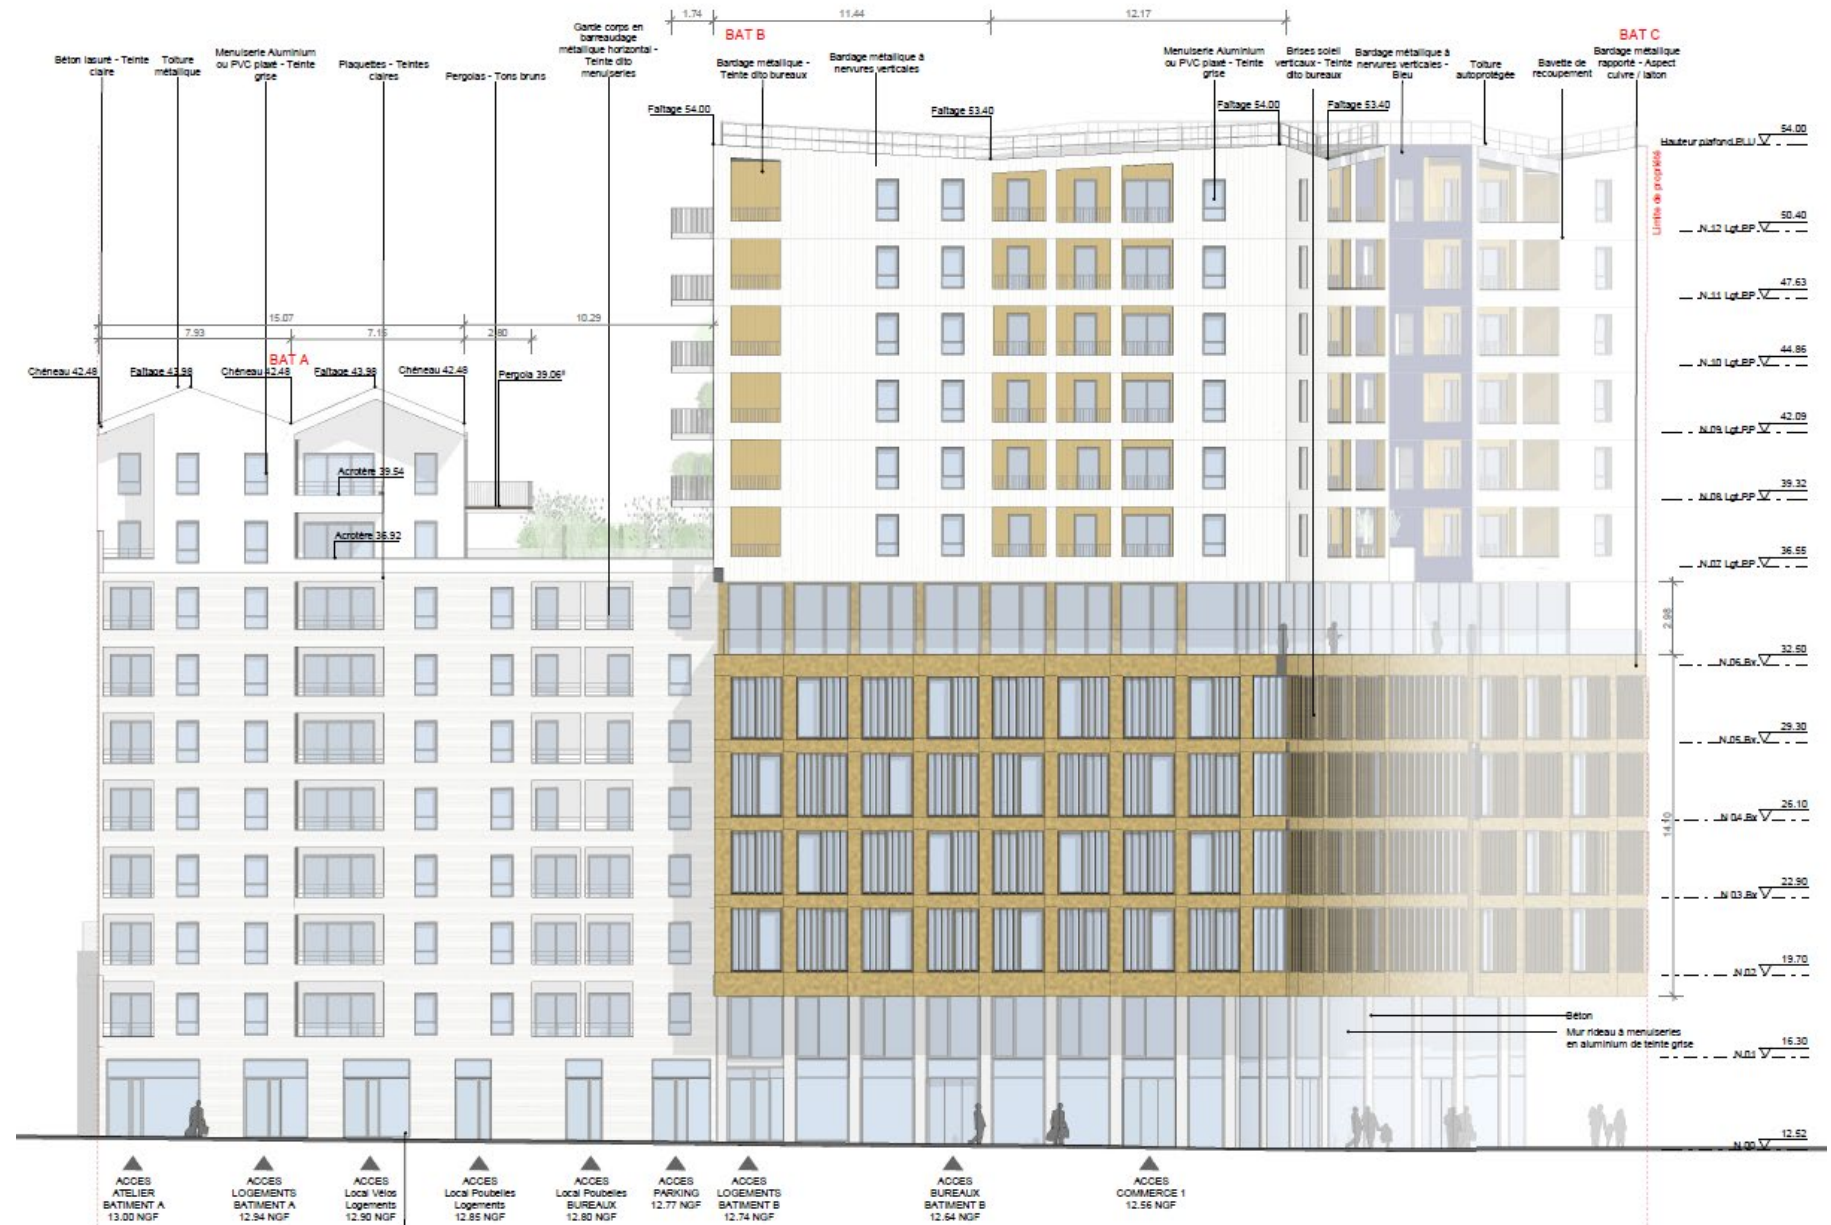 1.74
11.44
12.17
BAT B
BAT C
Béton lasuré - Teinte
claire
Toiture
métallique
Menuiserie Aluminium
ou PVC plaxé - Teinte
grise
Plaquettes - Teintes
claires
Pergolas - Tons bruns
Garde corps en
barreaudage
métallique horizontal -
Teinte dito
menuiseries
Bardage métallique -
Teinte dito bureaux
Bardage métallique à
nervures verticales
Menuiserie Aluminium
ou PVC plaxé - Teinte
grise
Brises soleil
verticaux - Teinte
dito bureaux
Bardage métallique à
nervures verticales -
Bleu
Toiture
autoprotégée
Bavette de
recoupement
Bardage métallique
rapporté - Aspect
cuivre / laiton
Faîtage 54.00
Faîtage 53.40
Faîtage 54.00
Faîtage 53.40
Hauteur plafond PLU
54.00
Limite de propriété
50.40
N.12 Lgt PP
47.63
N.11 Lgt PP
15.07
10.29
7.93
7.15
2.80
44.86
N.10 Lgt PP
BAT A
Chéneau 42.48
Faîtage 43.98
Chéneau 42.48
Faîtage 43.98
Chéneau 42.48
Pergola 39.06
42.09
N.09 Lgt PP
Acrotère 39.54
39.32
N.08 Lgt PP
Acrotère 36.92
36.55
N.07 Lgt PP
2.98
32.50
N.06 Bx
29.30
N.05 Bx
26.10
N.04 Bx
14.10
22.90
N.03 Bx
19.70
N.02
Béton
Mur rideau à menuiseries
en aluminium de teinte grise
16.30
N.01
12.52
N.00
ACCES
ATELIER
BATIMENT A
13.00 NGF
ACCES
LOGEMENTS
BATIMENT A
12.94 NGF
ACCES
Local Vélos
Logements
12.90 NGF
ACCES
Local Poubelles
Logements
12.85 NGF
ACCES
Local Poubelles
BUREAUX
12.80 NGF
ACCES
PARKING
12.77 NGF
ACCES
LOGEMENTS
BATIMENT B
12.74 NGF
ACCES
BUREAUX
BATIMENT B
12.64 NGF
ACCES
COMMERCE 1
12.56 NGF